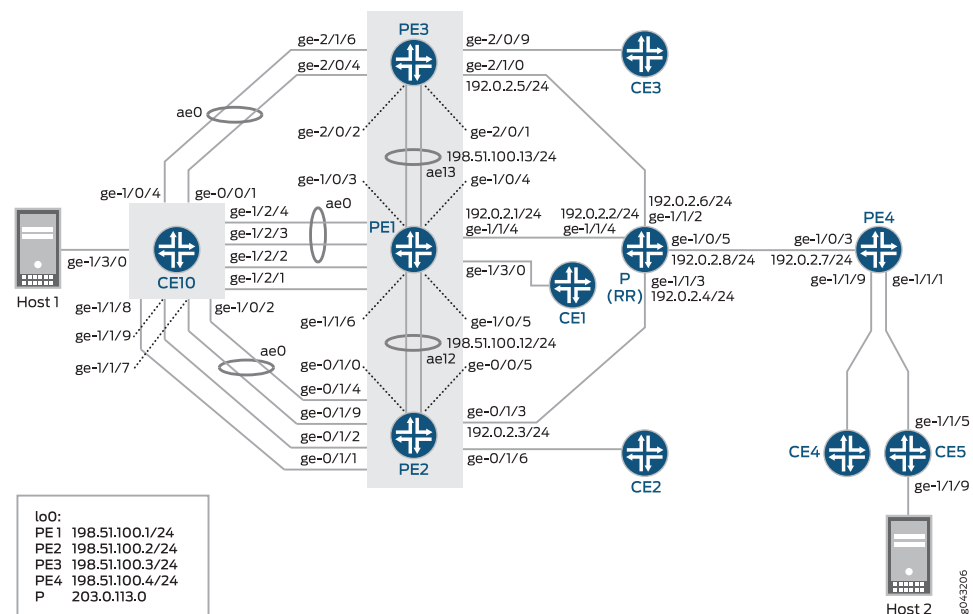 PE3
ge-2/1/6
ge-2/0/9
ge-2/0/4
ge-2/1/0
192.0.2.5/24
CE3
ae0
ge-2/0/2
ge-2/0/1
198.51.100.13/24
ae13
ge-1/0/3
ge-1/0/4
ge-1/0/4
ge-0/0/1
ae0
192.0.2.6/24
ge-1/1/2
ge-1/2/4
ge-1/2/3
ge-1/2/2
ge-1/2/1
PE1
192.0.2.1/24
ge-1/1/4
192.0.2.2/24
ge-1/1/4
PE4
ge-1/0/5
192.0.2.8/24
ge-1/0/3
192.0.2.7/24
ge-1/3/0
Host 1
CE10
ge-1/3/0
CE1
P
(RR)
ge-1/1/3
192.0.2.4/24
ge-1/1/9
ge-1/1/1
ge-1/1/8
ge-1/1/9
ge-1/1/7
ge-1/0/2
ge-1/1/6
ge-1/0/5
198.51.100.12/24
ae12
ae0
ge-0/1/0
ge-0/0/5
ge-0/1/4
ge-0/1/9
ge-0/1/2
ge-0/1/1
ge-0/1/3
192.0.2.3/24
ge-0/1/6
PE2
CE2
CE4
ge-1/1/5
CE5
ge-1/1/9
Host 2
lo0:
PE1 198.51.100.1/24
PE2 198.51.100.2/24
PE3 198.51.100.3/24
PE4 198.51.100.4/24
P 203.0.113.0
g043206